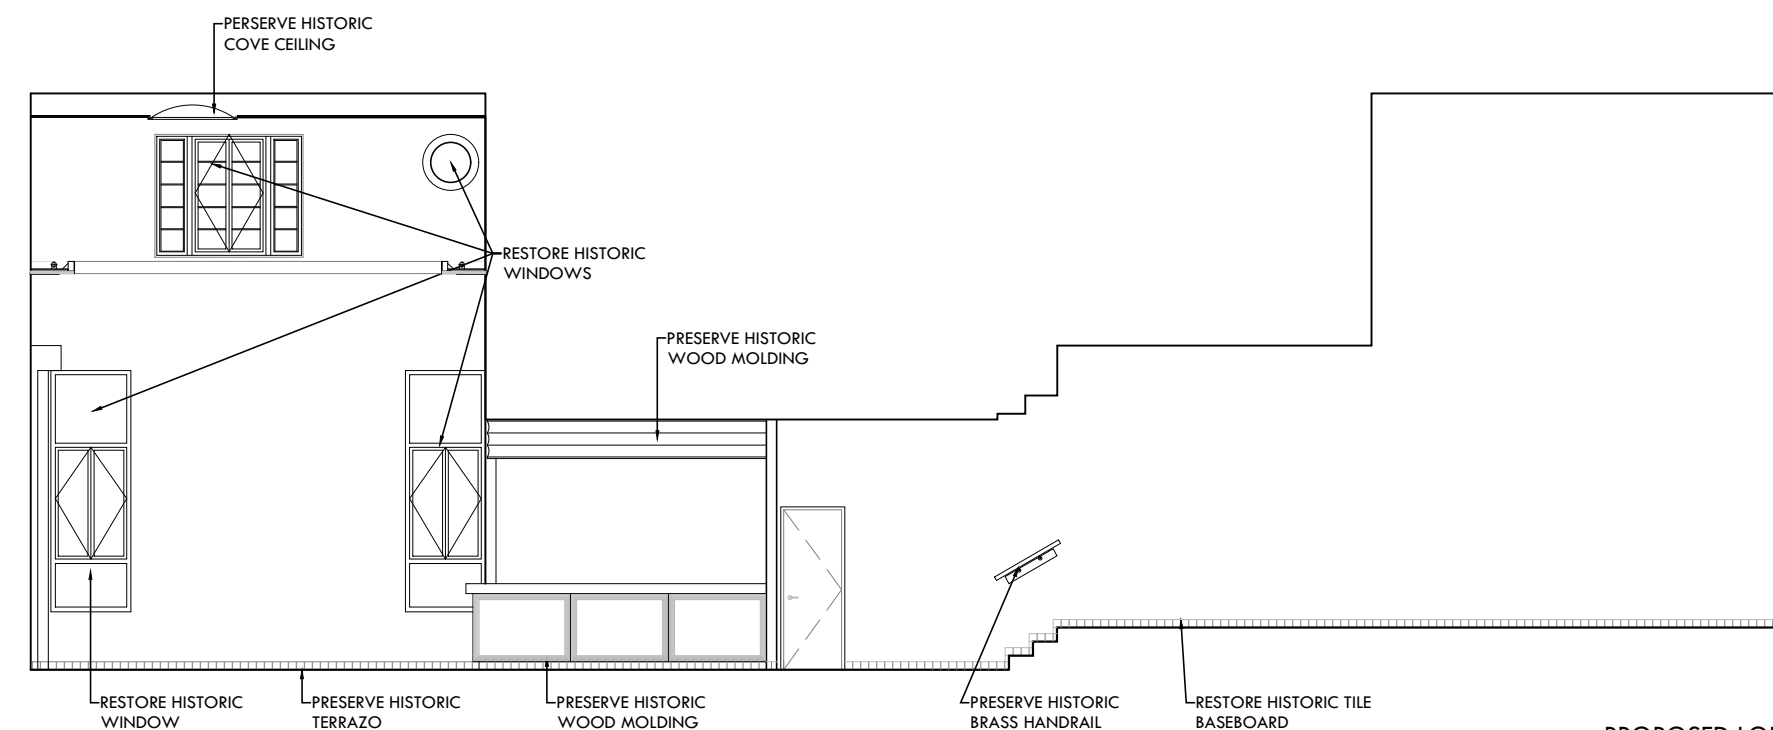 PERSERVE HISTORIC
COVE CEILING
RESTORE HISTORIC
WINDOWS
PRESERVE HISTORIC
WOOD MOLDING
RESTORE HISTORIC
WINDOW
PRESERVE HISTORIC
TERRAZO
PRESERVE HISTORIC
WOOD MOLDING
PRESERVE HISTORIC
BRASS HANDRAIL
RESTORE HISTORIC TILE
BASEBOARD
PROPOSED